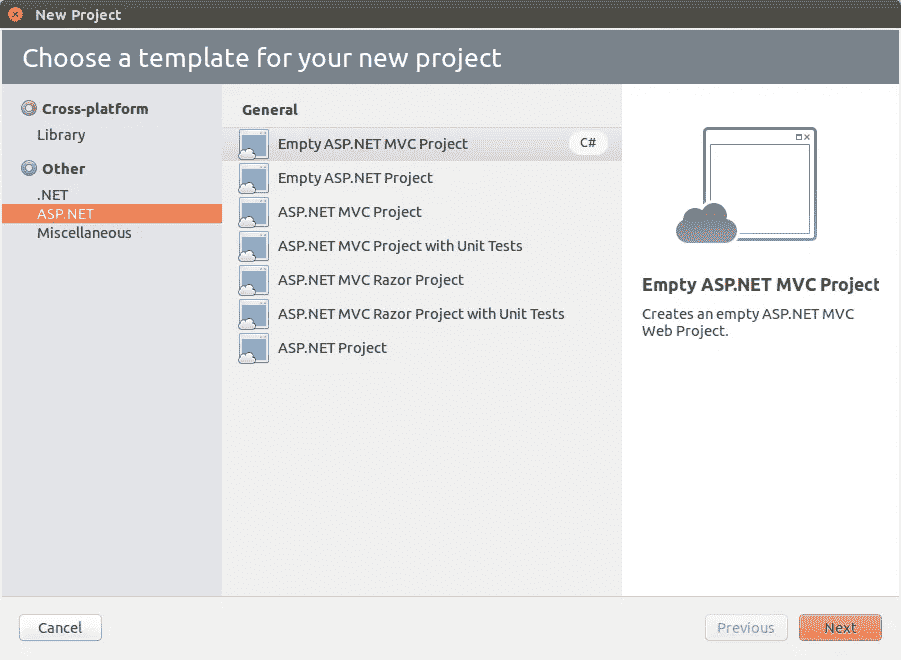 New Project
Choose a template for your new project
Cross-platform
Library
Other
.NET
ASP.NET
Miscellaneous
General
Empty ASP.NET MVC Project
C#
Empty ASP.NET Project
ASP.NET MVC Project
ASP.NET MVC Project with Unit Tests
ASP.NET MVC Razor Project
ASP.NET MVC Razor Project with Unit Tests
ASP.NET Project
Empty ASP.NET MVC Project
Creates an empty ASP.NET MVC
Web Project.
Cancel
Previous
Next